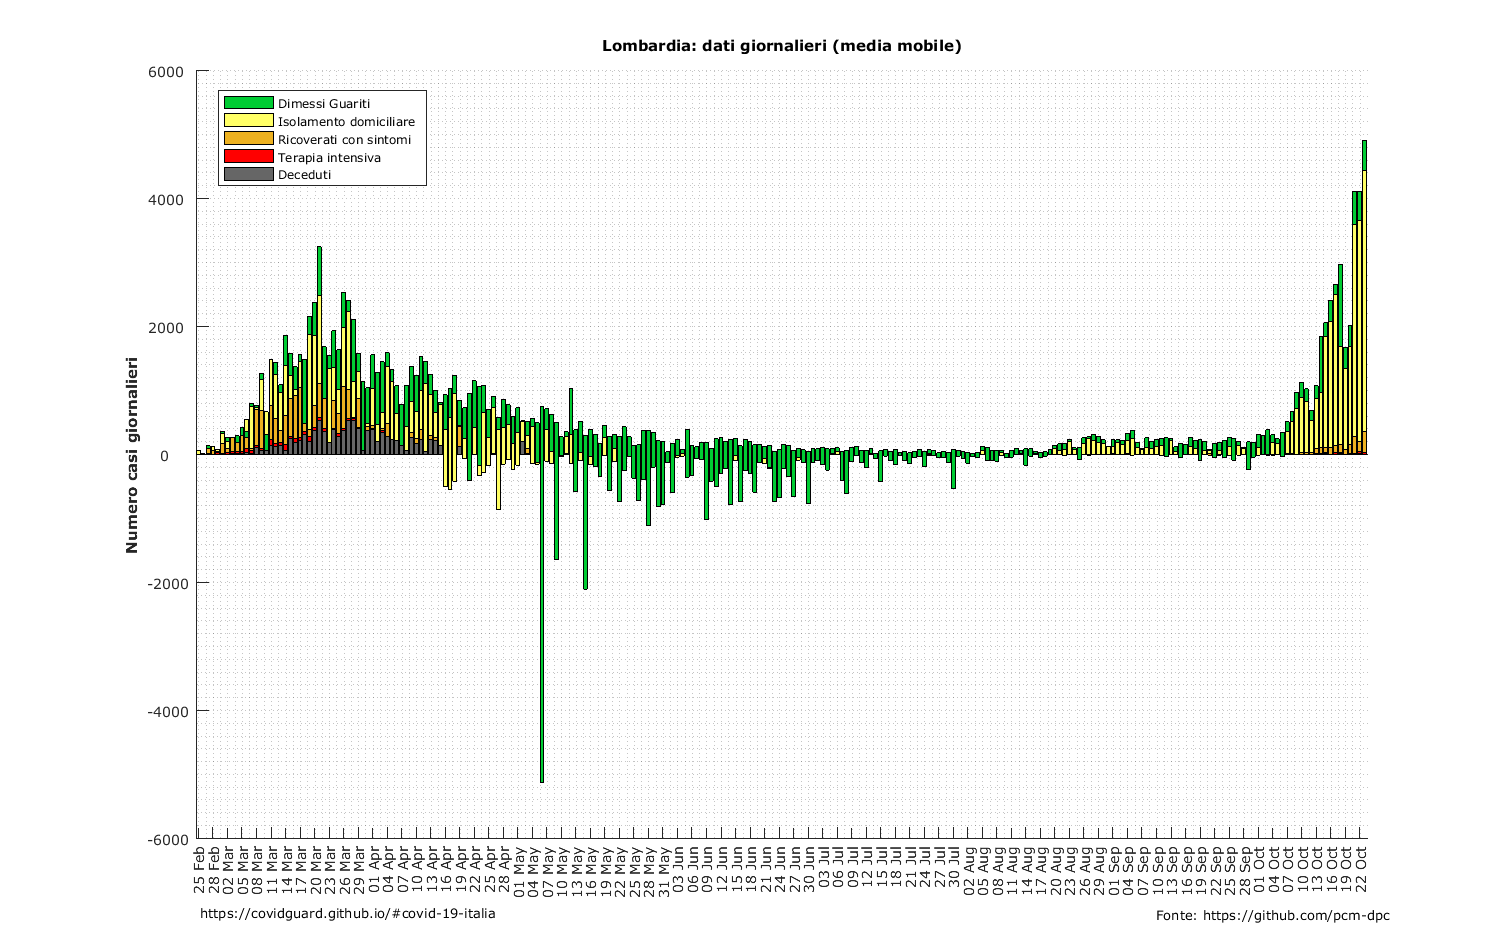 Lombardia: dati giornalieri (media mobile)
6000
4000
2000
0
-2000
-4000
-6000
Numero casi giornalieri
Dimessi Guariti
Isolamento domiciliare
Ricoverati con sintomi
Terapia intensiva
Deceduti
25 Feb
28 Feb
02 Mar
05 Mar
08 Mar
11 Mar
14 Mar
17 Mar
20 Mar
23 Mar
26 Mar
29 Mar
01 Apr
04 Apr
07 Apr
10 Apr
13 Apr
16 Apr
19 Apr
22 Apr
25 Apr
28 Apr
01 May
04 May
07 May
10 May
13 May
16 May
19 May
22 May
25 May
28 May
31 May
03 Jun
06 Jun
09 Jun
12 Jun
15 Jun
18 Jun
21 Jun
24 Jun
27 Jun
30 Jun
03 Jul
06 Jul
09 Jul
12 Jul
15 Jul
18 Jul
21 Jul
24 Jul
27 Jul
30 Jul
02 Aug
05 Aug
08 Aug
11 Aug
14 Aug
17 Aug
20 Aug
23 Aug
26 Aug
29 Aug
01 Sep
04 Sep
07 Sep
10 Sep
13 Sep
16 Sep
19 Sep
22 Sep
25 Sep
28 Sep
01 Oct
04 Oct
07 Oct
10 Oct
13 Oct
16 Oct
19 Oct
22 Oct
https://covidguard.github.io/#covid-19-italia
Fonte: https://github.com/pcm-dpc